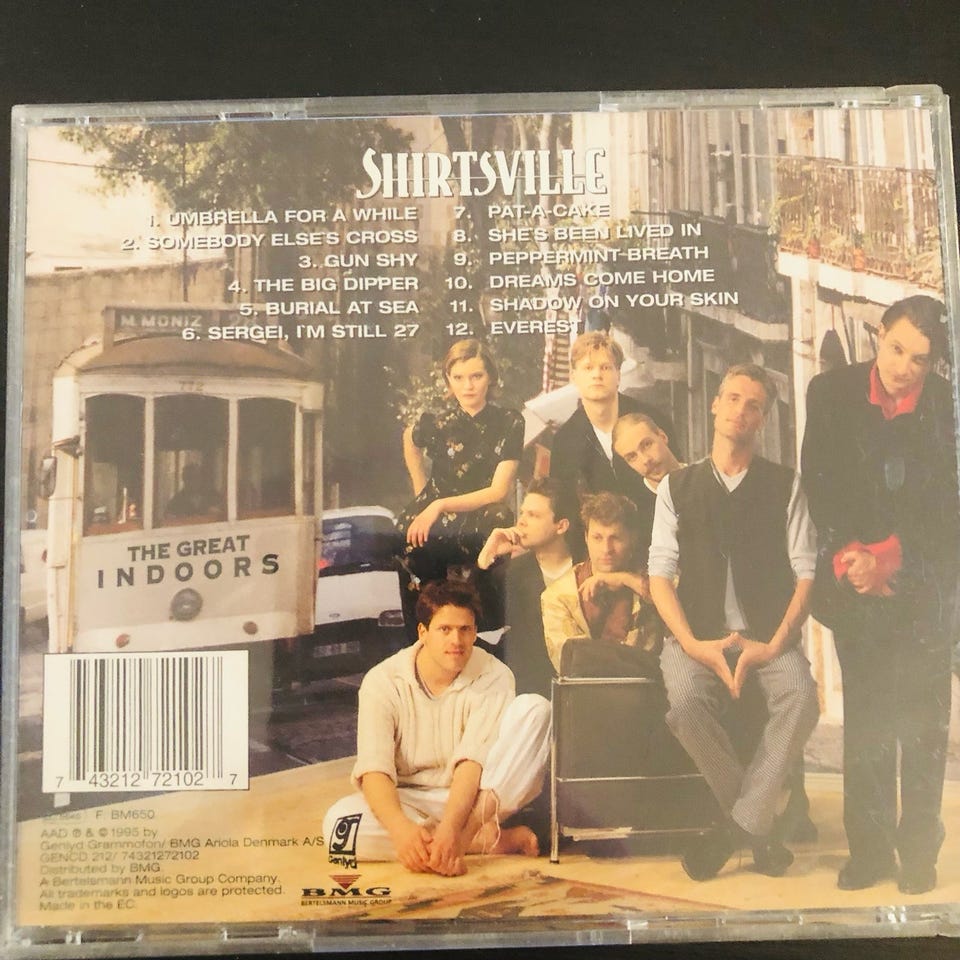 SHIRTSVILLE
1. UMBRELLA FOR A WHILE
2. SOMEBODY ELSE'S CROSS
3. GUN SHY
4. THE BIG DIPPER
5. BURIAL AT SEA
6. SERGEI, I'M STILL 27
7. PAT-A-CAKE
8. SHE'S BEEN LIVED IN
9. PEPPERMINT BREATH
10. DREAMS COME HOME
11. SHADOW ON YOUR SKIN
12. EVEREST
M. MONIZ
772
THE GREAT
INDOORS
7 43212 72102 7
F: BM650
AAD ℗ & © 1995 by
Genlyd Grammofon/ BMG Ariola Denmark A/S
GENCD 212/ 74321272102
Distributed by BMG.
A Bertelsmann Music Group Company.
All trademarks and logos are protected.
Made in the EC.
Genlyd
BMG
BERTELSMANN MUSIC GROUP